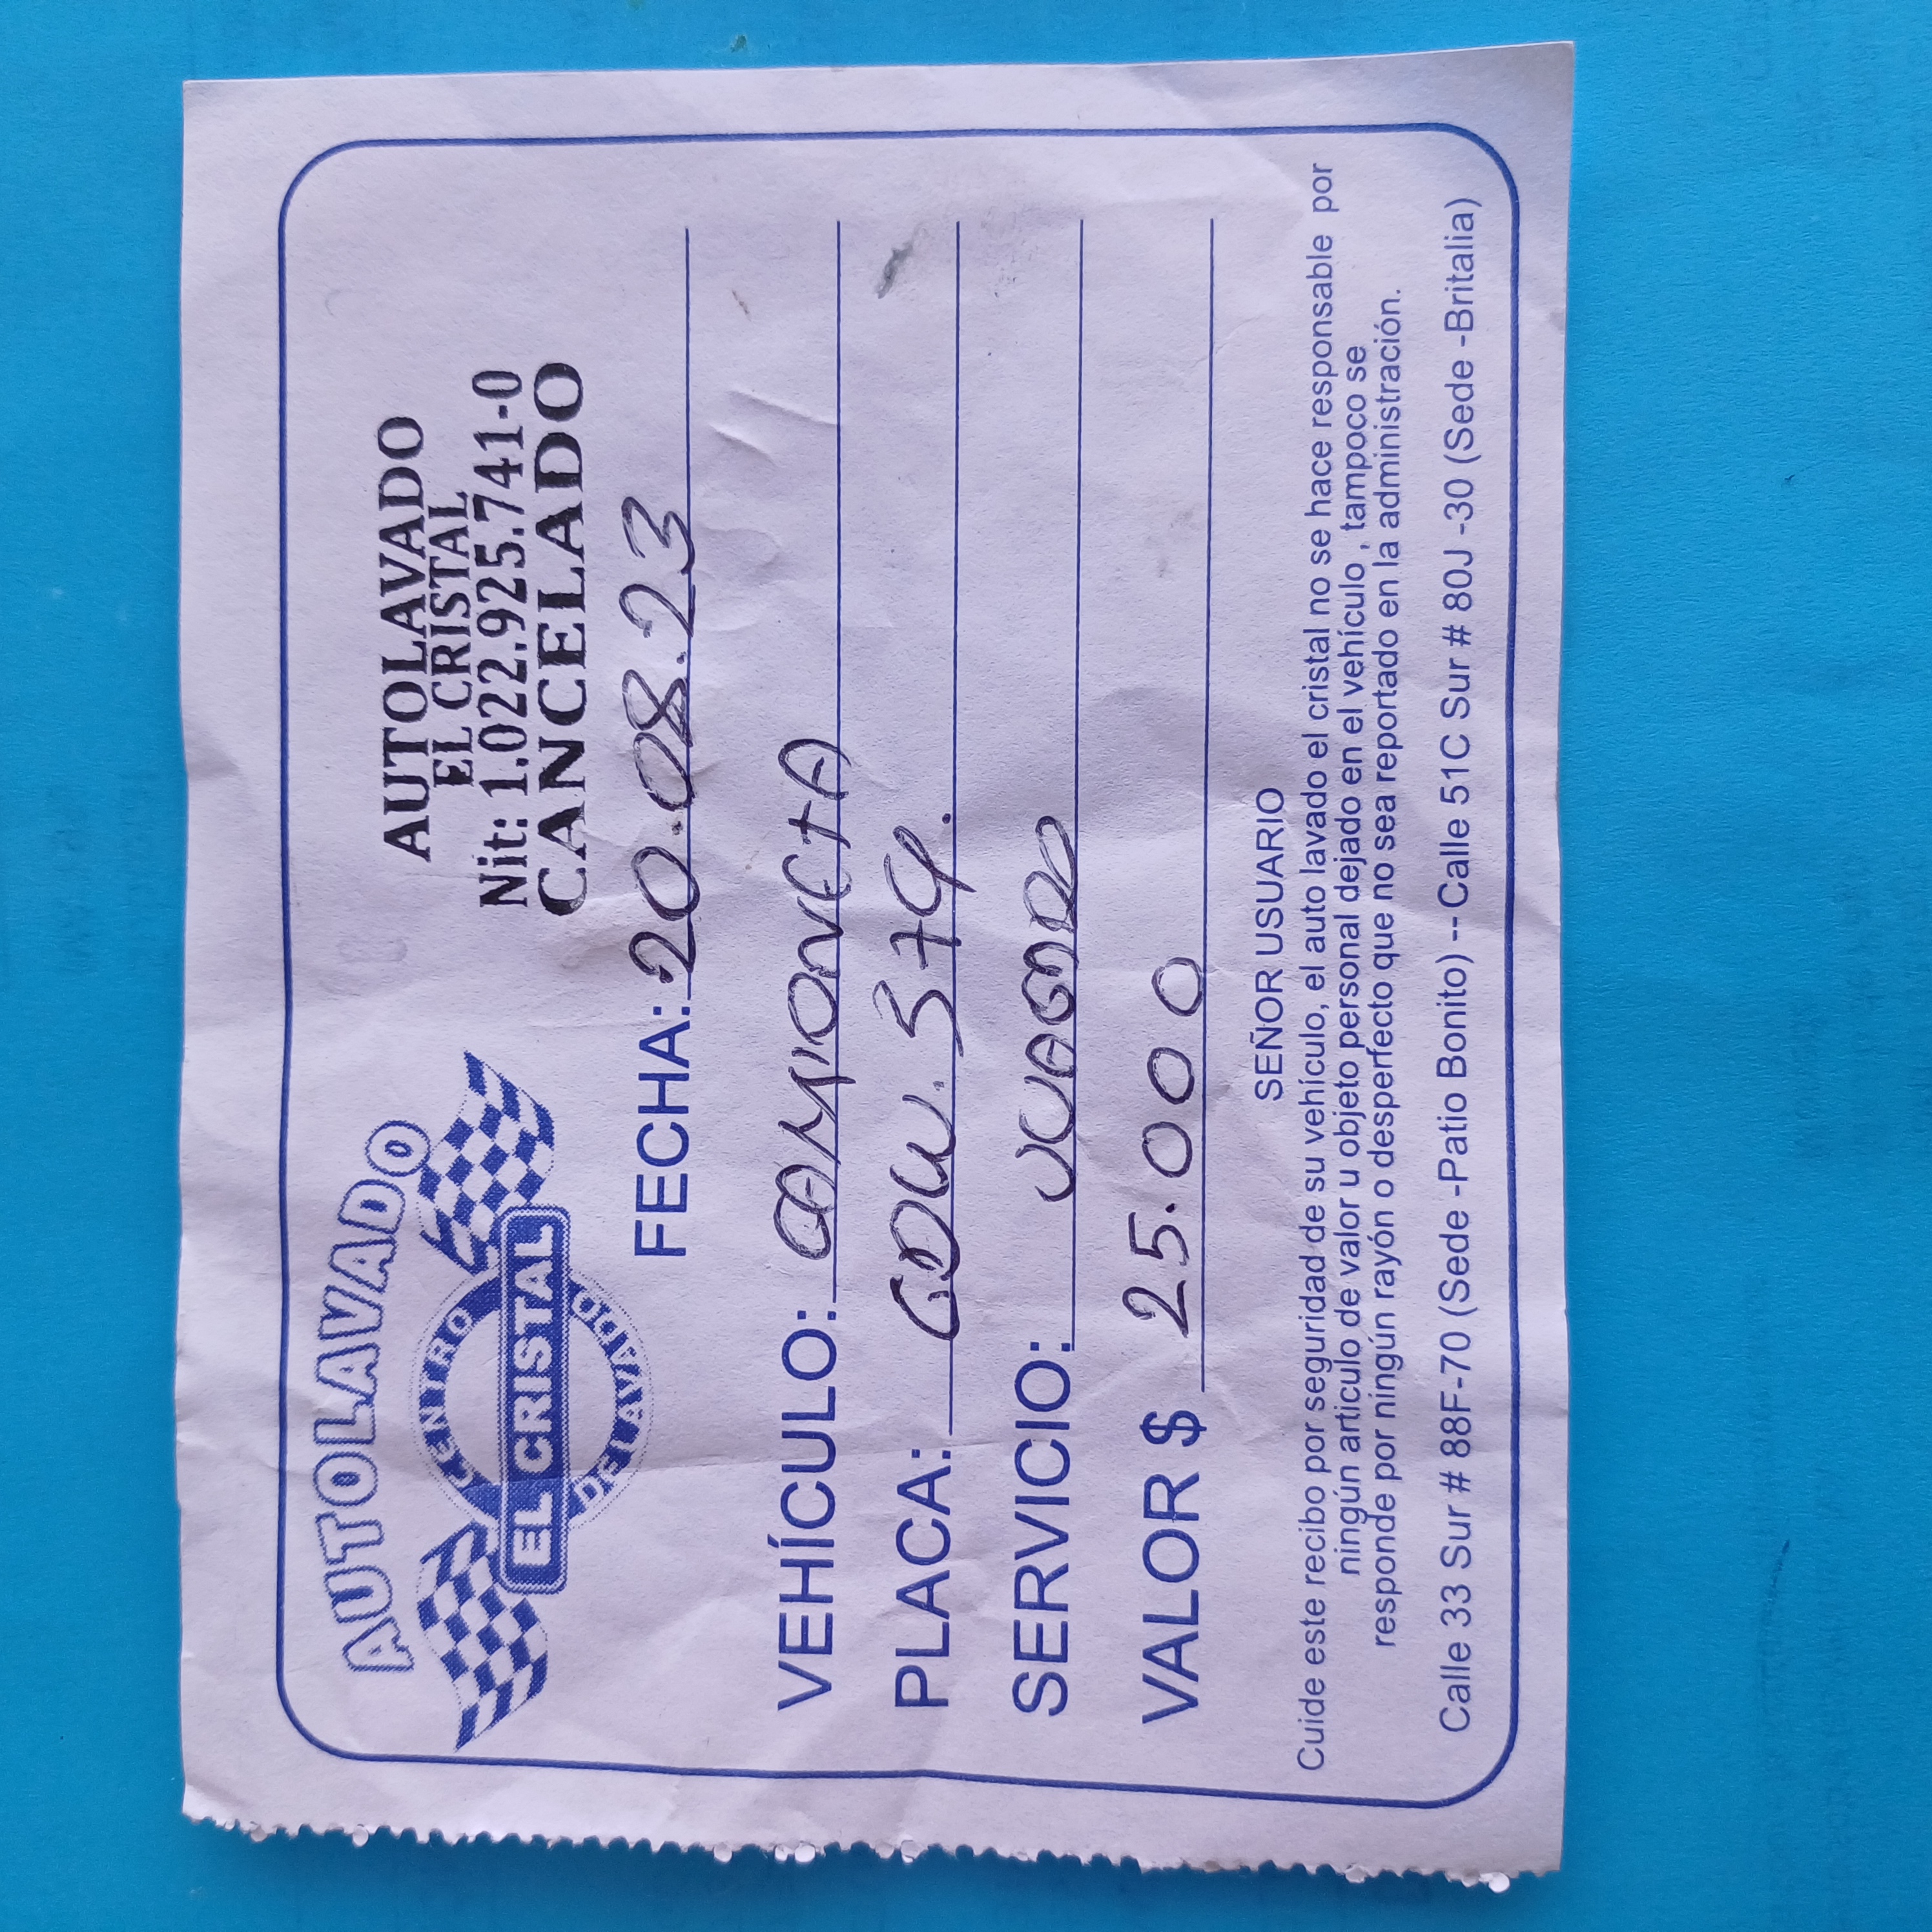 AUTOLAVADO
CENTRO
EL CRISTAL
DE LAVADO
AUTOLAVADO
EL CRISTAL
Nit: 1.022.925.741-0
CANCELADO
FECHA: 20.08.23
VEHÍCULO: CAMIONETA
PLACA: GDW. 574.
SERVICIO:
VALOR $ 25.000
SEÑOR USUARIO
Cuide este recibo por seguridad de su vehículo, el auto lavado el cristal no se hace responsable por
ningún articulo de valor u objeto personal dejado en el vehículo , tampoco se
responde por ningún rayón o desperfecto que no sea reportado en la administración.
Calle 33 Sur # 88F-70 (Sede -Patio Bonito) -- Calle 51C Sur # 80J -30 (Sede -Britalia)